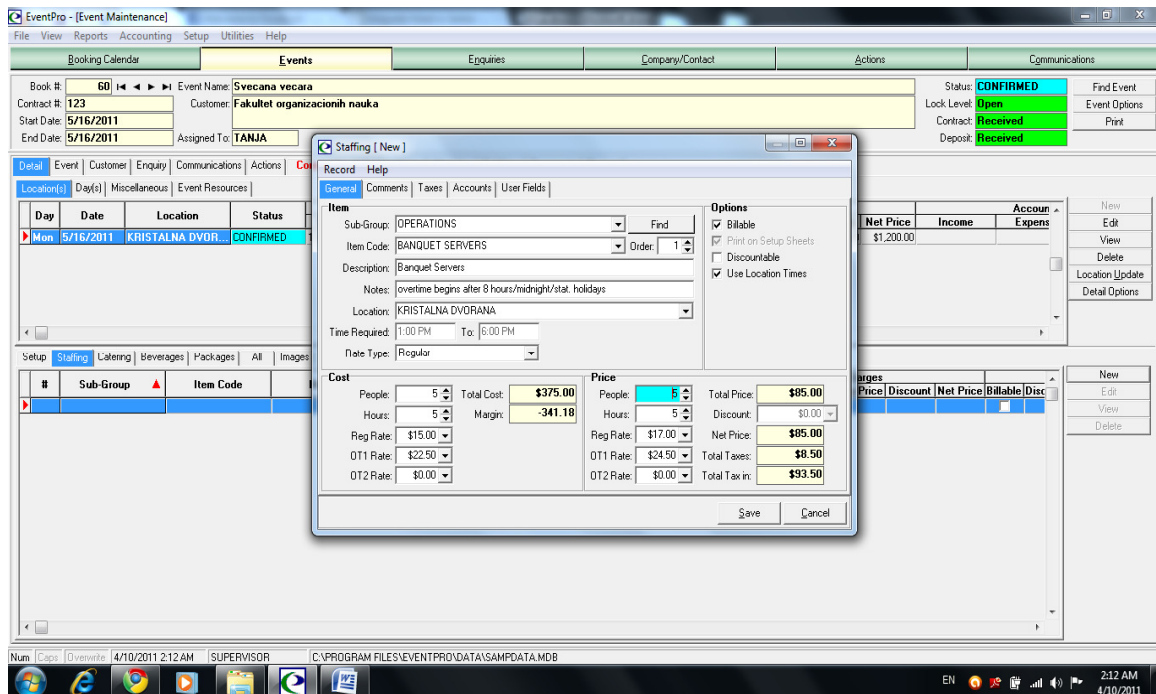 EventPro - [Event Maintenance]
File View Reports Accounting Setup Utilities Help
Booking Calendar Events Enquiries Company/Contact Actions Communications
Book #: 60 Event Name: Svecana vecara Status: CONFIRMED Find Event
Contract #: 123 Customer: Fakultet organizacionih nauka Lock Level: Open Event Options
Start Date: 5/16/2011 Contract: Received Print
End Date: 5/16/2011 Assigned To: TANJA Deposit: Received
Staffing [ New ]
Record Help
Detail Event Customer Enquiry Communications Actions
General Comments Taxes Accounts User Fields
Location(s) Day(s) Miscellaneous Event Resources
Day Date Location Status Net Price Income Expens
Accoun
Mon 5/16/2011 KRISTALNA DVOR... CONFIRMED $1,200.00
New
Edit
View
Delete
Location Update
Detail Options
Item
Sub-Group: OPERATIONS Find
Item Code: BANQUET SERVERS Order: 1
Description: Banquet Servers
Notes: overtime begins after 8 hours/midnight/stat. holidays
Location: KRISTALNA DVORANA
Time Required: 1:00 PM To: 6:00 PM
Rate Type: Regular
Options
Billable
Print on Setup Sheets
Discountable
Use Location Times
Cost
People: 5 Total Cost: $375.00
Hours: 5 Margin: -341.18
Reg Rate: $15.00
OT1 Rate: $22.50
OT2 Rate: $0.00
Price
People: 5 Total Price: $85.00
Hours: 5 Discount: $0.00
Reg Rate: $17.00 Net Price: $85.00
OT1 Rate: $24.50 Total Taxes: $8.50
OT2 Rate: $0.00 Total Tax in: $93.50
Save Cancel
Setup Staffing Catering Beverages Packages All Images
# Sub-Group Item Code
arges
Price Discount Net Price Billable Disc
New
Edit
View
Delete
Num Caps Overwrite 4/10/2011 2:12 AM SUPERVISOR C:\PROGRAM FILES\EVENTPRO\DATA\SAMPDATA.MDB
EN 2:12 AM
4/10/2011